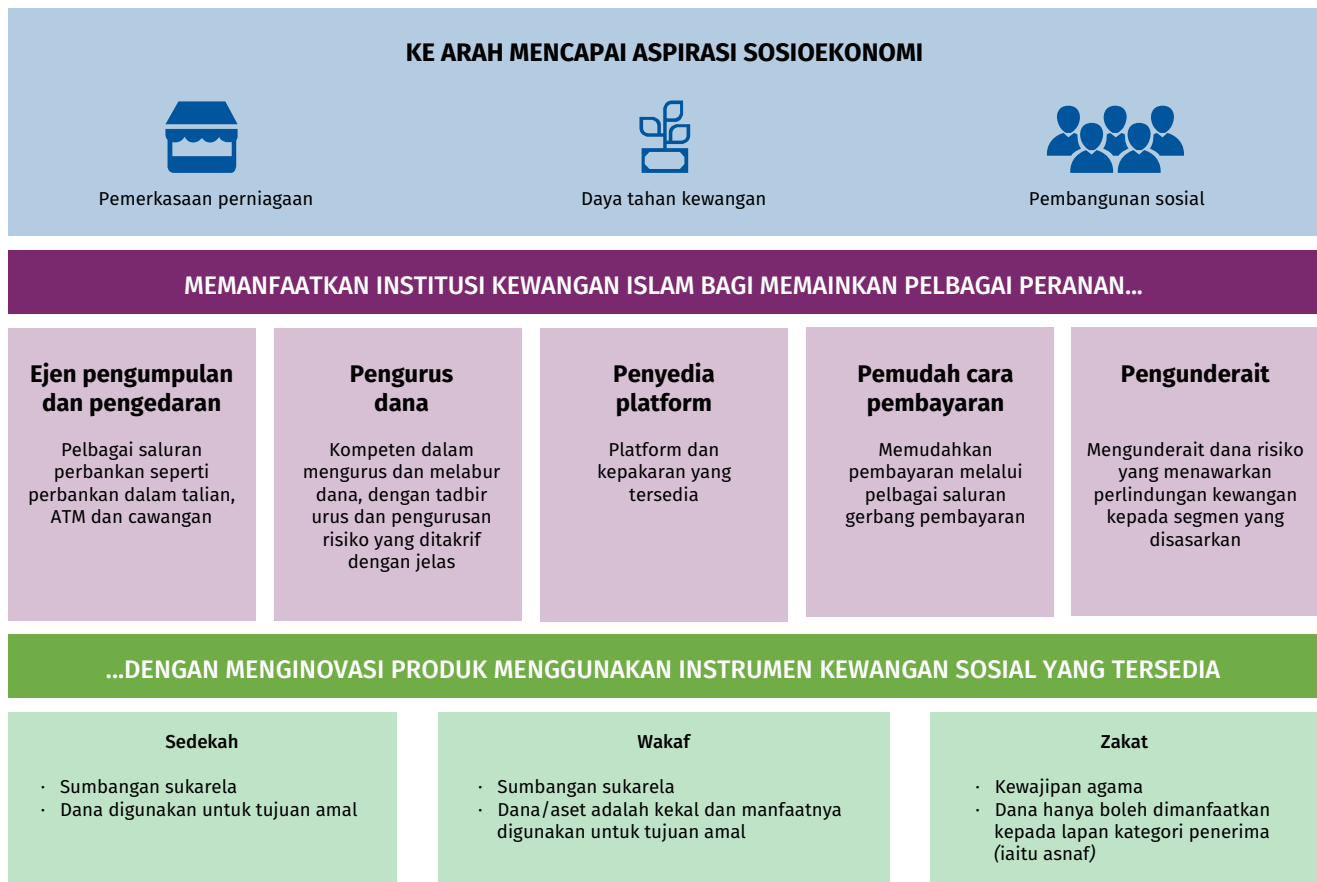 KE ARAH MENCAPAI ASPIRASI SOSIOEKONOMI
Pemerkasaan perniagaan
Daya tahan kewangan
Pembangunan sosial
MEMANFAATKAN INSTITUSI KEWANGAN ISLAM BAGI MEMAINKAN PELBAGAI PERANAN...
Ejen pengumpulan
dan pengedaran
Pelbagai saluran
perbankan seperti
perbankan dalam talian,
ATM dan cawangan
Pengurus
dana
Kompeten dalam
mengurus dan melabur
dana, dengan tadbir
urus dan pengurusan
risiko yang ditakrif
dengan jelas
Penyedia
platform
Platform dan
kepakaran yang
tersedia
Pemudah cara
pembayaran
Memudahkan
pembayaran melalui
pelbagai saluran
gerbang pembayaran
Pengunderait
Mengunderait dana risiko
yang menawarkan
perlindungan kewangan
kepada segmen yang
disasarkan
...DENGAN MENGINOVASI PRODUK MENGGUNAKAN INSTRUMEN KEWANGAN SOSIAL YANG TERSEDIA
Sedekah
· Sumbangan sukarela
· Dana digunakan untuk tujuan amal
Wakaf
· Sumbangan sukarela
· Dana/aset adalah kekal dan manfaatnya
digunakan untuk tujuan amal
Zakat
· Kewajipan agama
· Dana hanya boleh dimanfaatkan
kepada lapan kategori penerima
(iaitu asnaf)